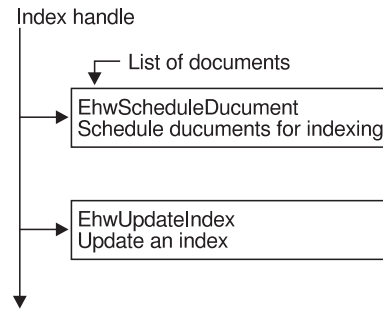 Index handle
List of documents
EhwScheduleDucument
Schedule ducuments for indexing
EhwUpdateIndex
Update an index